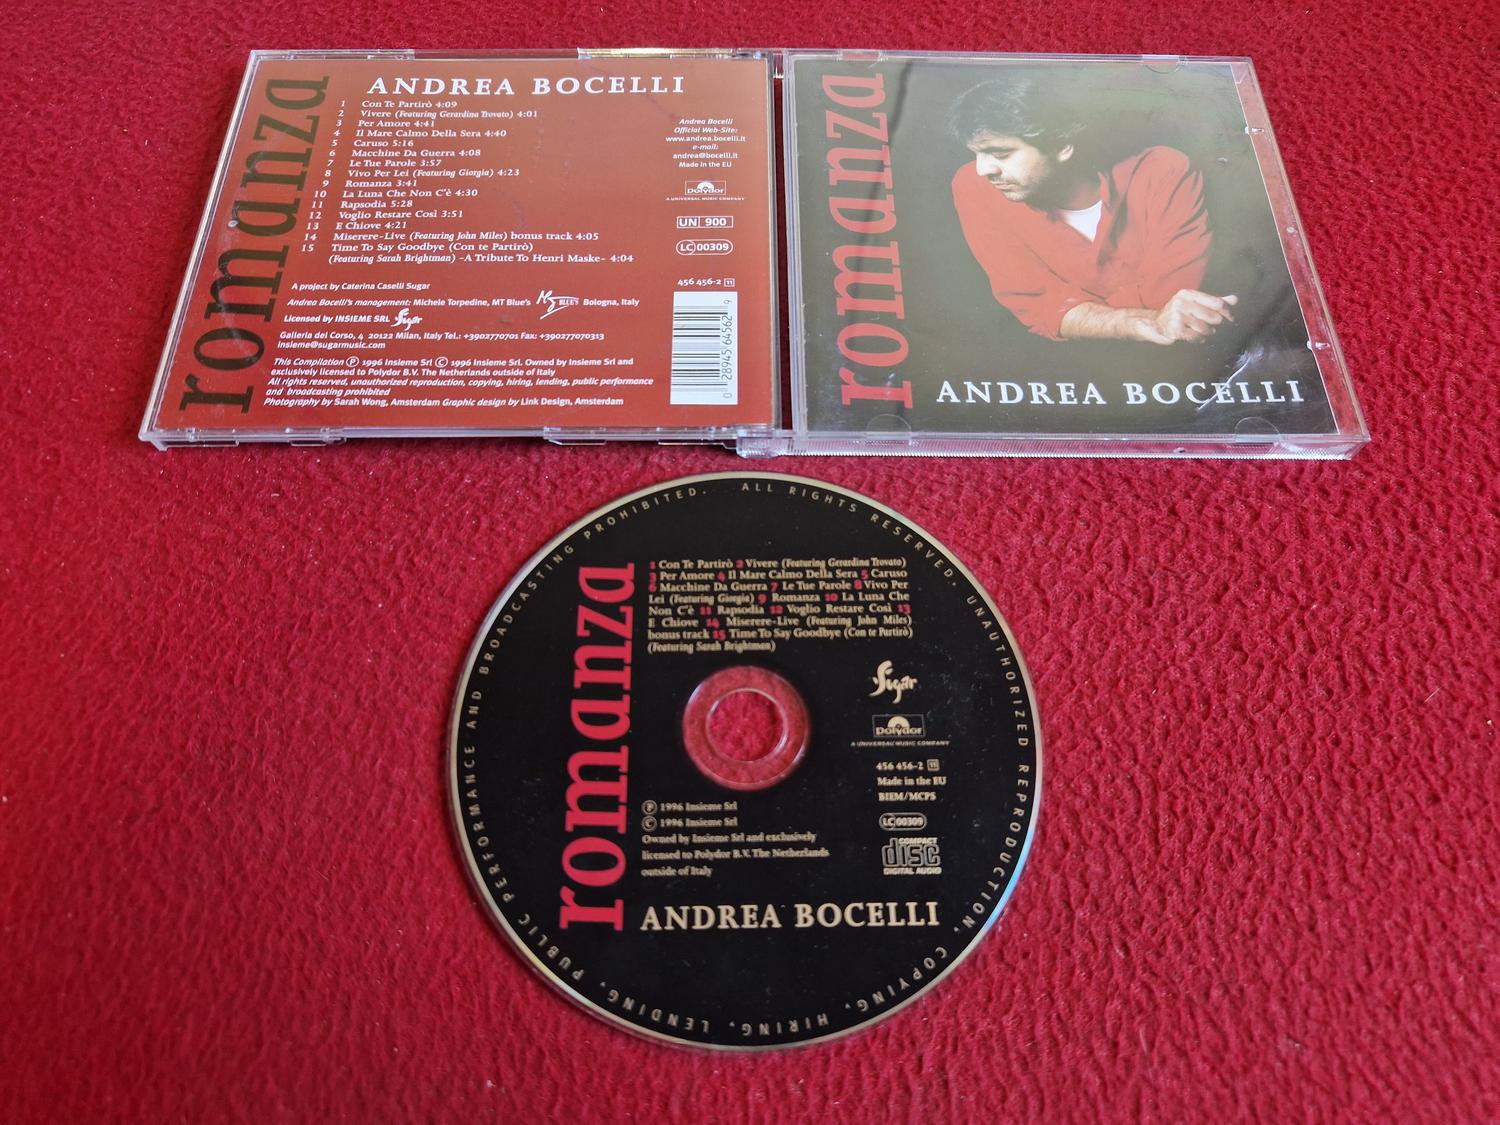 romanza
ANDREA BOCELLI
1 Con Te Partirò 4:09
2 Vivere (Featuring Gerardina Trovato) 4:01
3 Per Amore 4:41
4 Il Mare Calmo Della Sera 4:40
5 Caruso 5:16
6 Macchine Da Guerra 4:08
7 Le Tue Parole 3:57
8 Vivo Per Lei (Featuring Giorgia) 4:23
9 Romanza 3:41
10 La Luna Che Non C'è 4:30
11 Rapsodia 5:28
12 Voglio Restare Così 3:51
13 E Chiove 4:21
14 Miserere-Live (Featuring John Miles) bonus track 4:05
15 Time To Say Goodbye (Con te Partirò)
(Featuring Sarah Brightman) -A Tribute To Henri Maske- 4:04
Andrea Bocelli
Official Web-Site:
www.andrea.bocelli.it
e-mail:
andrea@bocelli.it
Made in the EU
Polydor
A UNIVERSAL MUSIC COMPANY
UN 900
LC 00309
456 456-2 11
0 28945 64562 9
A project by Caterina Caselli Sugar
Andrea Bocelli's management: Michele Torpedine, MT Blue's MT BLUE'S Bologna, Italy
Licensed by INSIEME SRL Sugar
Galleria del Corso, 4 20122 Milan, Italy Tel.: +3902770701 Fax: +390277070313
insieme@sugarmusic.com
This Compilation Ⓟ 1996 Insieme Srl © 1996 Insieme Srl. Owned by Insieme Srl and
exclusively licensed to Polydor B.V. The Netherlands outside of Italy
All rights reserved, unauthorized reproduction, copying, hiring, lending, public performance
and broadcasting prohibited
Photography by Sarah Wong, Amsterdam Graphic design by Link Design, Amsterdam
romanza
ANDREA BOCELLI
ALL RIGHTS RESERVED. UNAUTHORIZED REPRODUCTION, COPYING, HIRING, LENDING, PUBLIC PERFORMANCE AND BROADCASTING PROHIBITED.
romanza
1 Con Te Partirò 2 Vivere (Featuring Gerardina Trovato)
3 Per Amore 4 Il Mare Calmo Della Sera 5 Caruso
6 Macchine Da Guerra 7 Le Tue Parole 8 Vivo Per
Lei (Featuring Giorgia) 9 Romanza 10 La Luna Che
Non C'è 11 Rapsodia 12 Voglio Restare Così 13
E Chiove 14 Miserere-Live (Featuring John Miles)
bonus track 15 Time To Say Goodbye (Con te Partirò)
(Featuring Sarah Brightman)
Sugar
Polydor
A UNIVERSAL MUSIC COMPANY
456 456-2 11
Made in the EU
BIEM/MCPS
LC 00309
COMPACT
disc
DIGITAL AUDIO
Ⓟ 1996 Insieme Srl
© 1996 Insieme Srl
Owned by Insieme Srl and exclusively
licensed to Polydor B.V. The Netherlands
outside of Italy
ANDREA BOCELLI